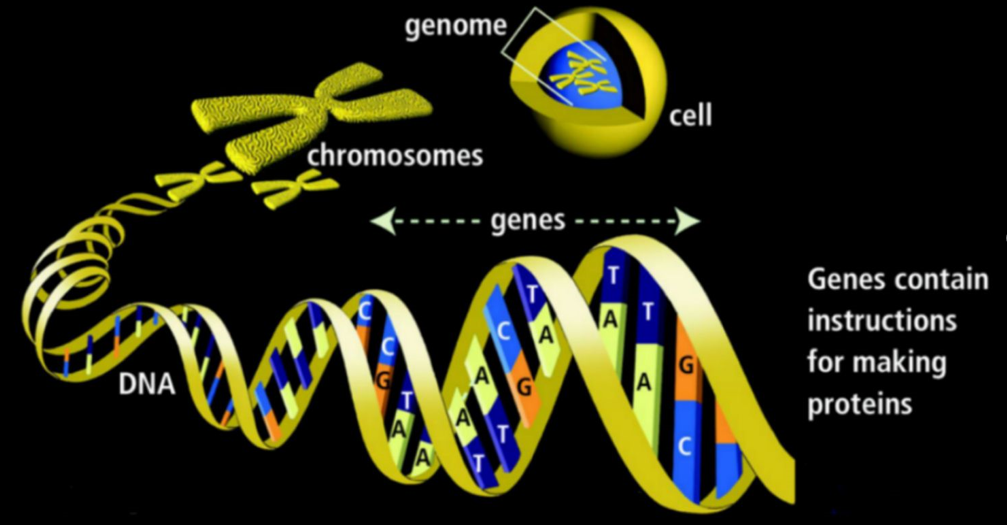 genome
cell
chromosomes
genes
Genes contain
instructions
for making
proteins
DNA
C
C
G
T
A
A
A
A
T
T
C
G
T
A
T
A
T
A
G
C